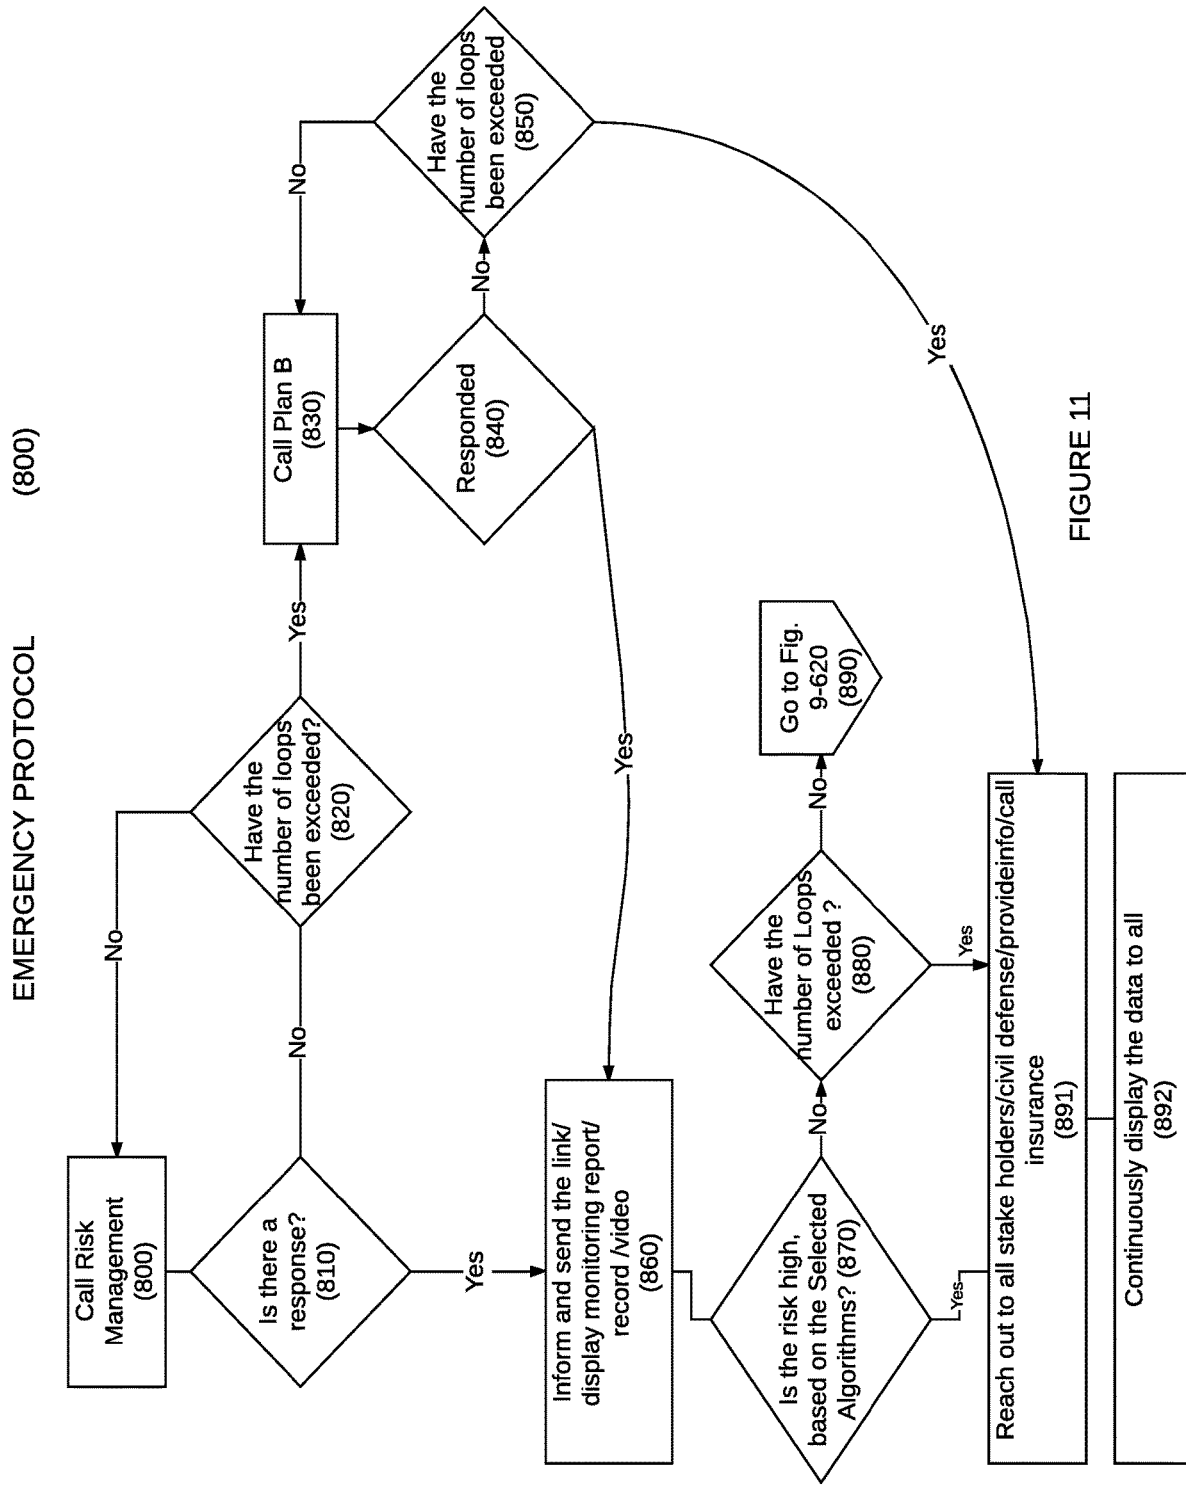 EMERGENCY PROTOCOL (800)
Call Risk
Management
(800)
No
Is there a
response?
(810)
No
Have the
number of loops
been exceeded?
(820)
Yes
Call Plan B
(830)
No
Responded
(840)
No
Have the
number of loops
been exceeded
(850)
Yes
Yes
Yes
Inform and send the link/
display monitoring report/
record /video
(860)
Is the risk high,
based on the Selected
Algorithms? (870)
No
Have the
number of Loops
exceeded ?
(880)
No
Go to Fig.
9-620
(890)
Yes
Yes
Reach out to all stake holders/civil defense/provideinfo/call
insurance
(891)
Continuously display the data to all
(892)
FIGURE 11